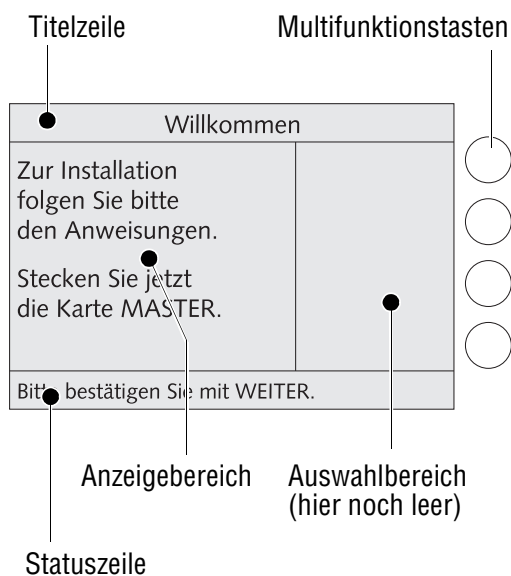 Titelzeile
Multifunktionstasten
Willkommen
Zur Installation
folgen Sie bitte
den Anweisungen.
Stecken Sie jetzt
die Karte MASTER.
Bitte bestätigen Sie mit WEITER.
Anzeigebereich
Auswahlbereich
(hier noch leer)
Statuszeile